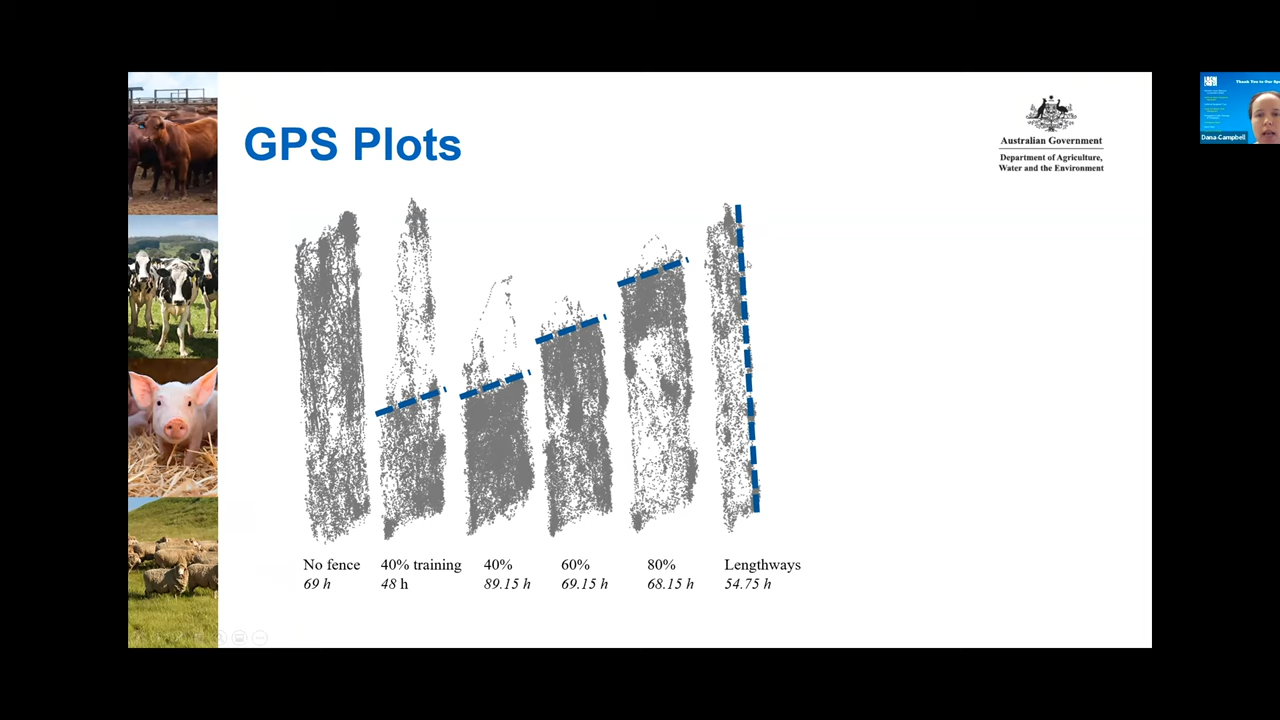 GPS Plots
Australian Government
Department of Agriculture,
Water and the Environment
Dana Campbell
No fence
69 h
40% training
48 h
40%
89.15 h
60%
69.15 h
80%
68.15 h
Lengthways
54.75 h